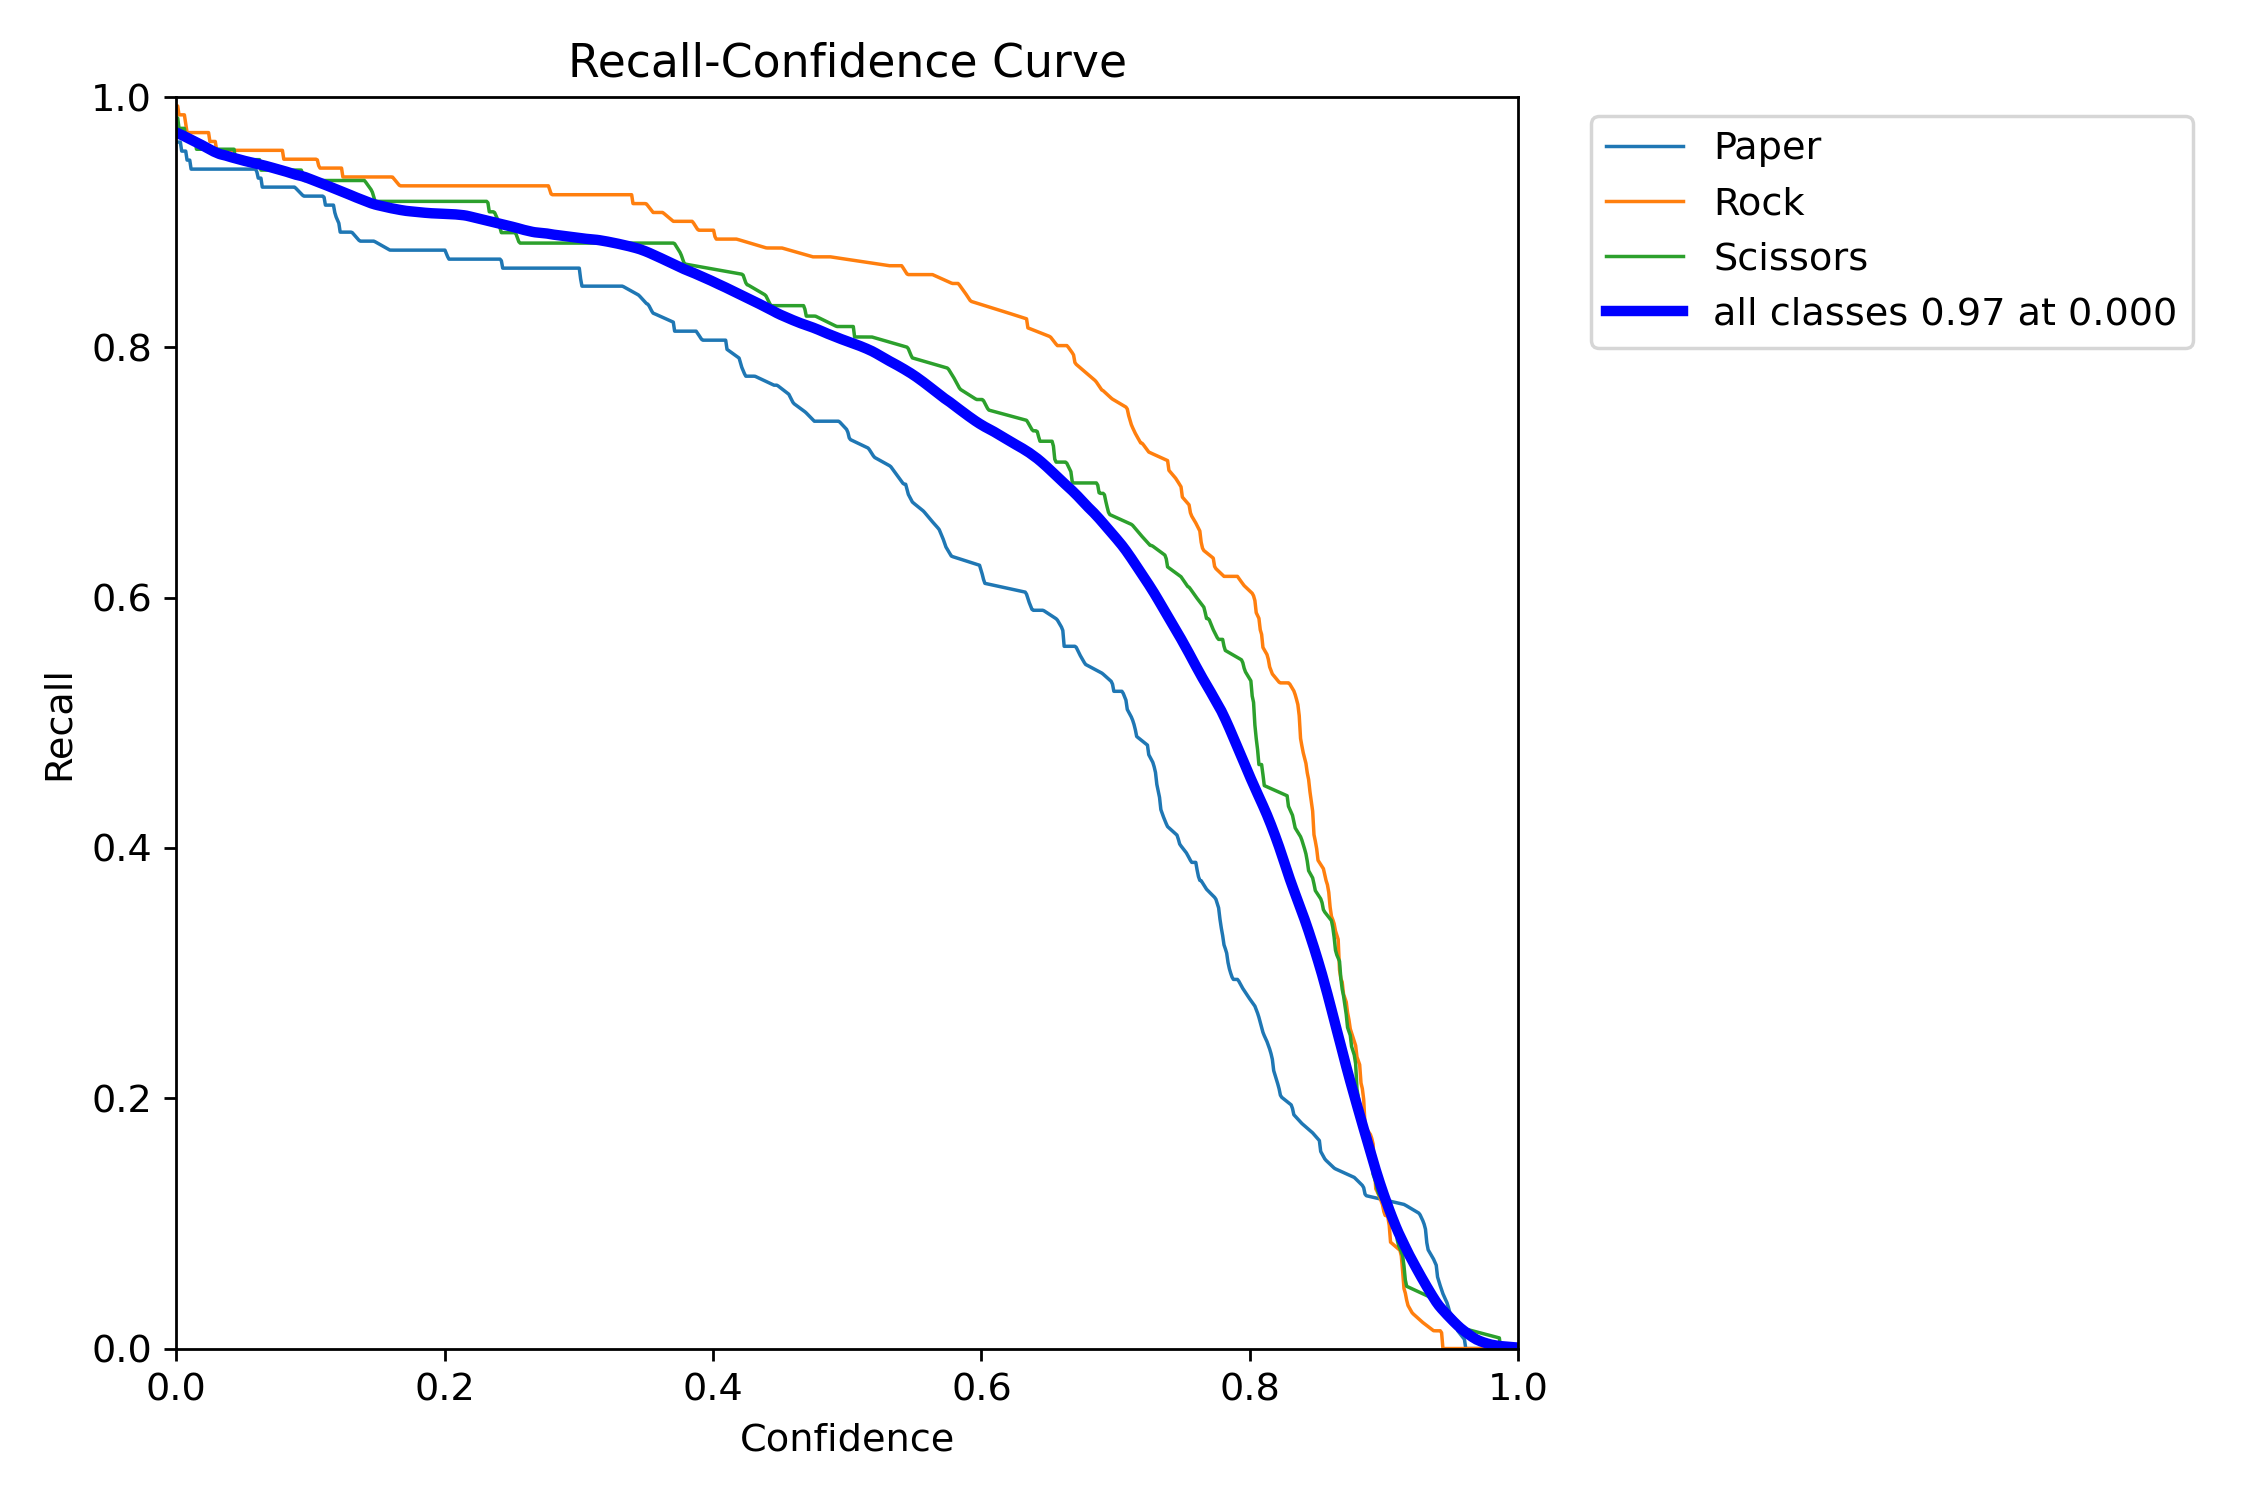 Recall-Confidence Curve
1.0
0.8
0.6
0.4
0.2
0.0
Recall
0.0 0.2 0.4 0.6 0.8 1.0
Confidence
Paper
Rock
Scissors
all classes 0.97 at 0.000